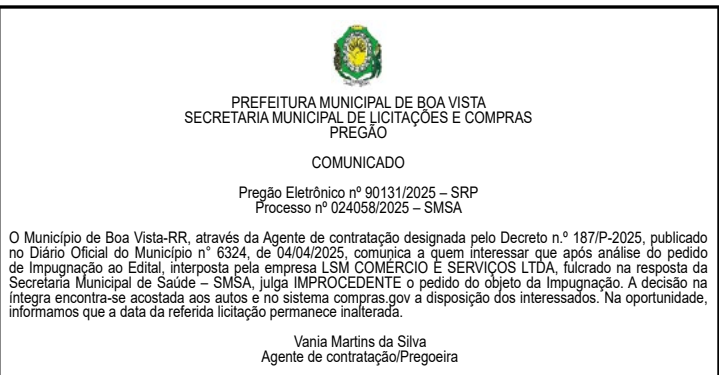 PREFEITURA MUNICIPAL DE BOA VISTA
SECRETARIA MUNICIPAL DE LICITAÇÕES E COMPRAS
PREGÃO
COMUNICADO
Pregão Eletrônico nº 90131/2025 – SRP
Processo nº 024058/2025 – SMSA
O Município de Boa Vista-RR, através da Agente de contratação designada pelo Decreto n.º 187/P-2025, publicado
no Diário Oficial do Município n° 6324, de 04/04/2025, comunica a quem interessar que após análise do pedido
de Impugnação ao Edital, interposta pela empresa LSM COMÉRCIO E SERVIÇOS LTDA, fulcrado na resposta da
Secretaria Municipal de Saúde – SMSA, julga IMPROCEDENTE o pedido do objeto da Impugnação. A decisão na
íntegra encontra-se acostada aos autos e no sistema compras.gov a disposição dos interessados. Na oportunidade,
informamos que a data da referida licitação permanece inalterada.
Vania Martins da Silva
Agente de contratação/Pregoeira